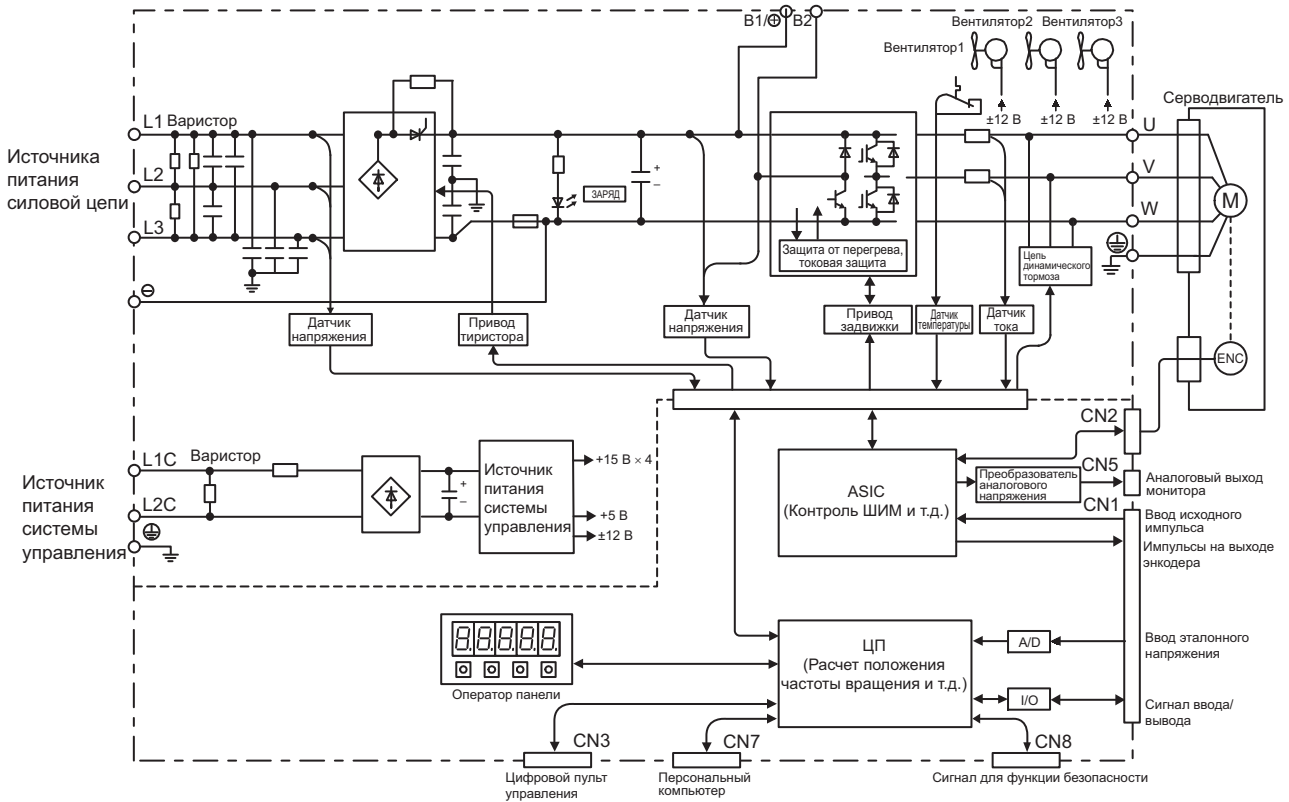 B1/⊕ B2
Вентилятор2 Вентилятор3
Вентилятор1
±12 В ±12 В ±12 В
Серводвигатель
L1 Варистор
U
Источника
питания
силовой цепи
L2
V
+
–
ЗАРЯД
M
L3
W
Защита от перегрева,
токовая защита
Цепь
динамического
тормоза
⊖
Датчик
напряжения
Привод
тиристора
Датчик
напряжения
Привод
задвижки
Датчик
температуры
Датчик
тока
ENC
CN2
L1C Варистор
Источник
питания
системы
управления
+
–
Источник
питания
системы
управления
+15 В × 4
+5 В
±12 В
L2C
ASIC
(Контроль ШИМ и т.д.)
Преобразователь
аналогового
напряжения
CN5
Аналоговый выход
монитора
CN1
Ввод исходного
импульса
Импульсы на выходе
энкодера
8.8.8.8.8.
Оператор панели
ЦП
(Расчет положения
частоты вращения и т.д.)
A/D
Ввод эталонного
напряжения
I/O
Сигнал ввода/
вывода
CN3
CN7
CN8
Цифровой пульт
управления
Персональный
компьютер
Сигнал для функции безопасности